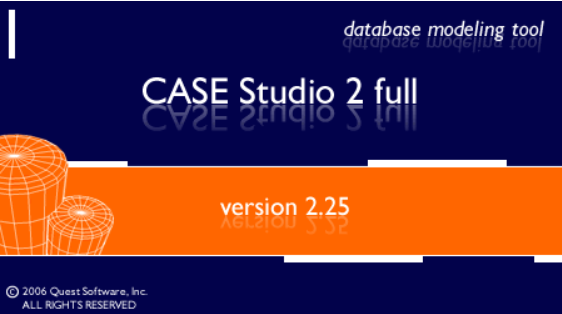 database modeling tool
CASE Studio 2 full
version 2.25
© 2006 Quest Software, Inc.
ALL RIGHTS RESERVED